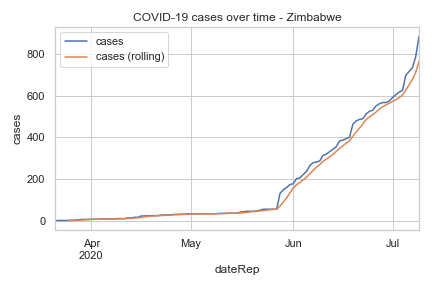 COVID-19 cases over time - Zimbabwe
cases
cases (rolling)
800
600
400
200
0
cases
Apr
2020
May
Jun
Jul
dateRep